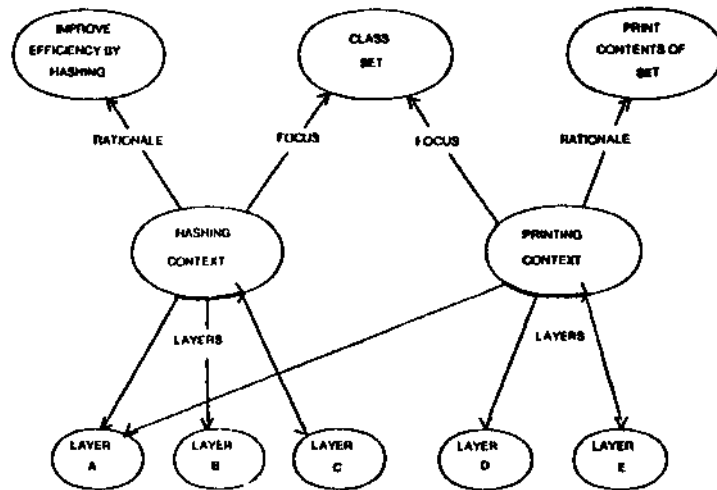 IMPROVE
EFFICIENCY BY
HASHING
CLASS
SET
PRINT
CONTENTS OF
SET
RATIONALE
FOCUS
FOCUS
RATIONALE
HASHING
CONTEXT
PRINTING
CONTEXT
LAYERS
LAYERS
LAYER
A
LAYER
B
LAYER
C
LAYER
D
LAYER
E